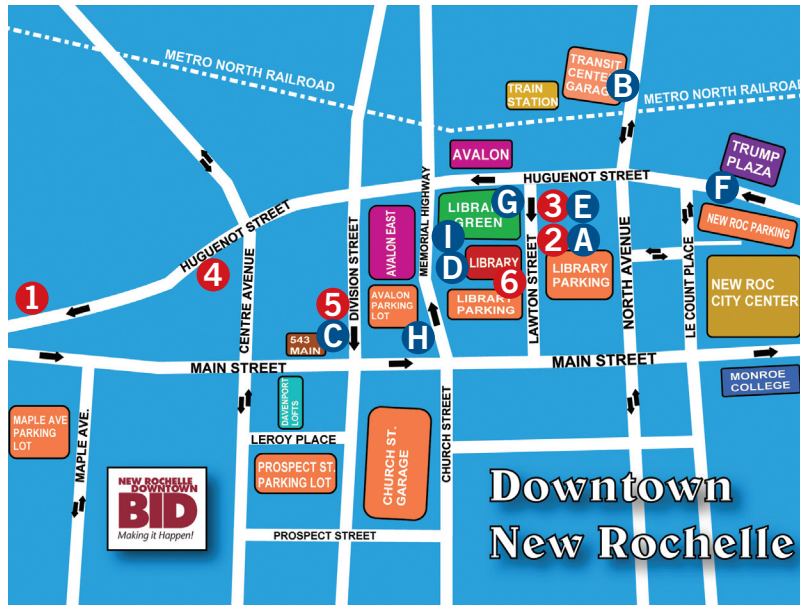 METRO NORTH RAILROAD
TRANSIT
CENTER
GARAG
B
TRAIN
STATION
METRO NORTH RAILROAD
AVALON
TRUMP
PLAZA
HUGUENOT STREET
F
NEW ROC PARKING
G
LIBRA
GREEN
3
E
I
2
A
D
LIBRARY
6
LIBRARY
PARKING
LIBRARY
PARKING
LAWTON STREET
NORTH AVENUE
LE COUNT PLACE
NEW ROC
CITY CENTER
HUGUENOT STREET
4
1
CENTRE AVENUE
DIVISION STREET
AVALON EAST
MEMORIAL HIGHWAY
AVALON
PARKING
LOT
5
C
543
MAIN
H
MAIN STREET
MAIN STREET
MONROE
COLLEGE
DAVENPORT
LOFTS
MAPLE AVE
PARKING
LOT
MAPLE AVE.
LEROY PLACE
PROSPECT ST.
PARKING LOT
CHURCH ST.
GARAGE
CHURCH STREET
PROSPECT STREET
NEW ROCHELLE
DOWNTOWN
BID
Making it Happen!
Downtown
New Rochelle